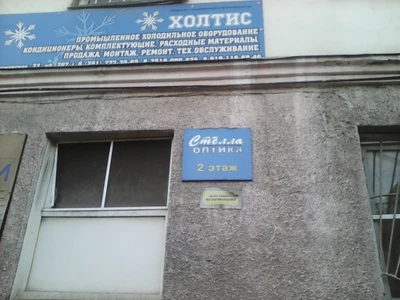 ХОЛТИС
ПРОМЫШЛЕННОЕ ХОЛОДИЛЬНОЕ ОБОРУДОВАНИЕ
КОНДИЦИОНЕРЫ, КОМПЛЕКТУЮЩИЕ, РАСХОДНЫЕ МАТЕРИАЛЫ
ПРОДАЖА, МОНТАЖ, РЕМОНТ, ТЕХ.ОБСЛУЖИВАНИЕ
Стелла
ОПТИКА
2 этаж
И